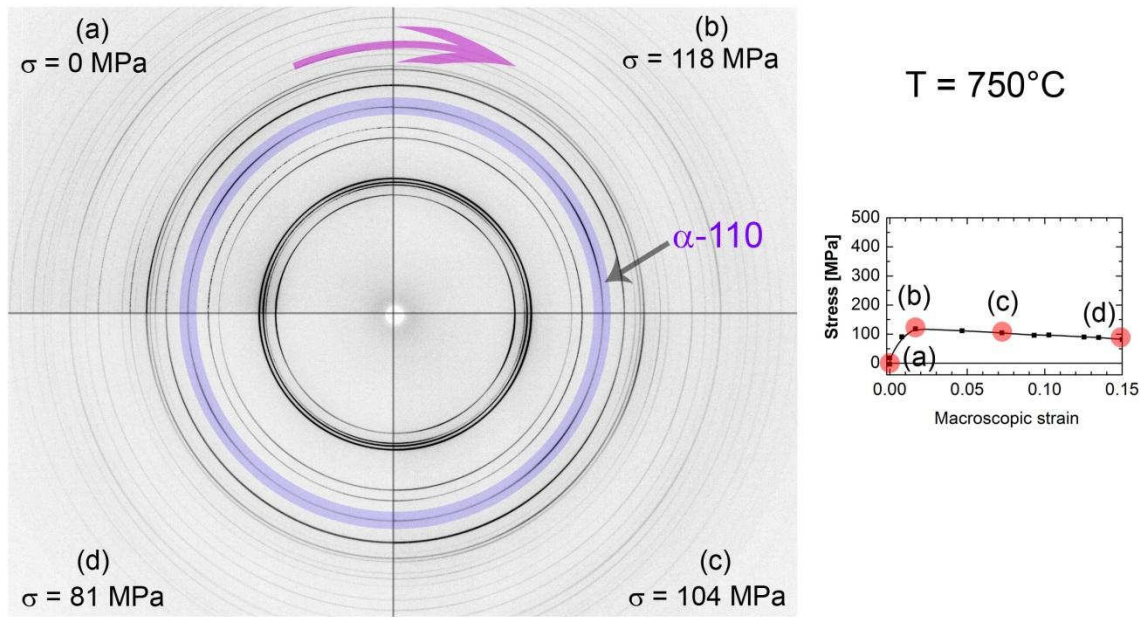 (a)
σ = 0 MPa
(b)
σ = 118 MPa
T = 750°C
α-110
(d)
σ = 81 MPa
(c)
σ = 104 MPa
500
400
300
200
100
0
Stress [MPa]
(b)
(c)
(d)
(a)
0.00
0.05
0.10
0.15
Macroscopic strain